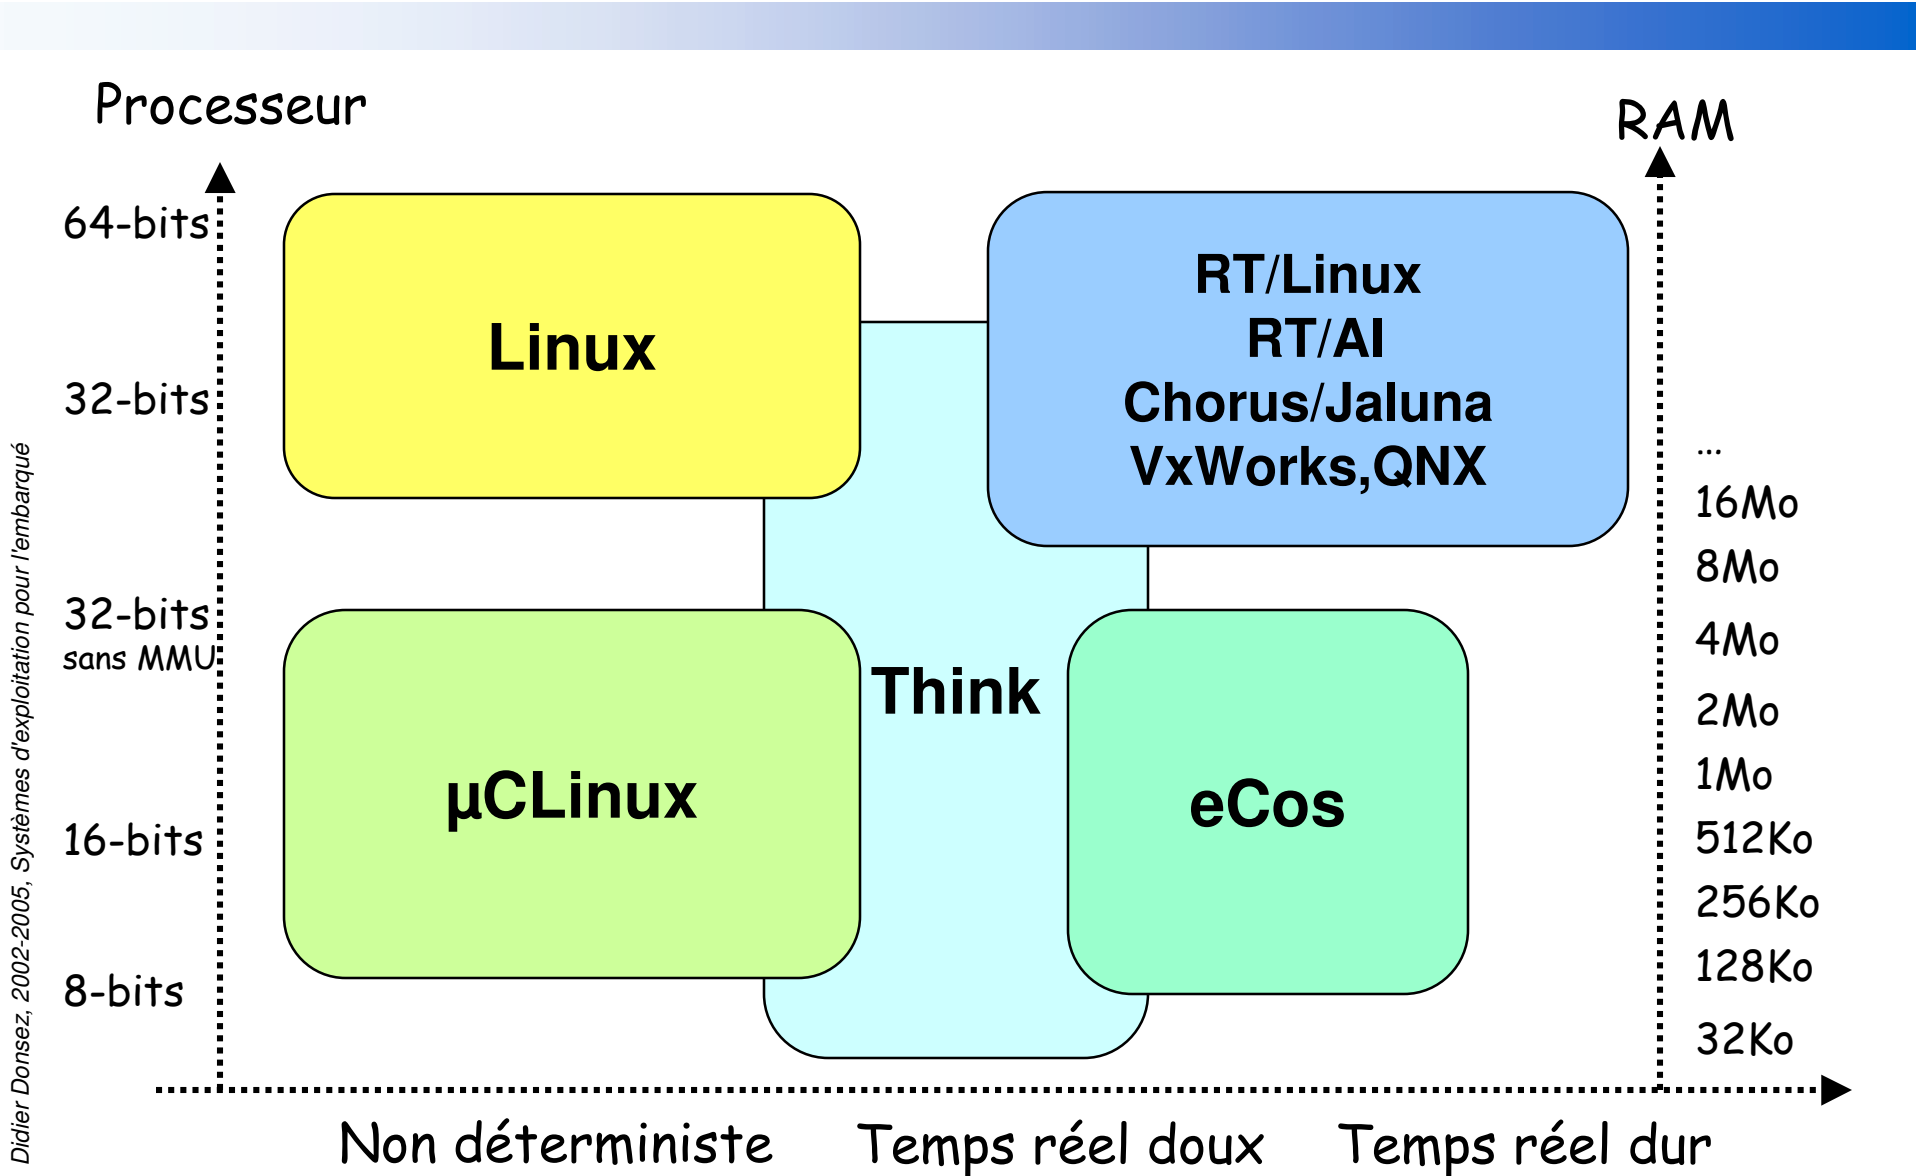 Processeur
RAM
64-bits
32-bits
32-bits
sans MMU
16-bits
8-bits
Linux
RT/Linux
RT/AI
Chorus/Jaluna
VxWorks,QNX
Think
µCLinux
eCos
...
16Mo
8Mo
4Mo
2Mo
1Mo
512Ko
256Ko
128Ko
32Ko
Non déterministe
Temps réel doux
Temps réel dur
Didier Donsez, 2002-2005, Systèmes d'exploitation pour l'embarqué